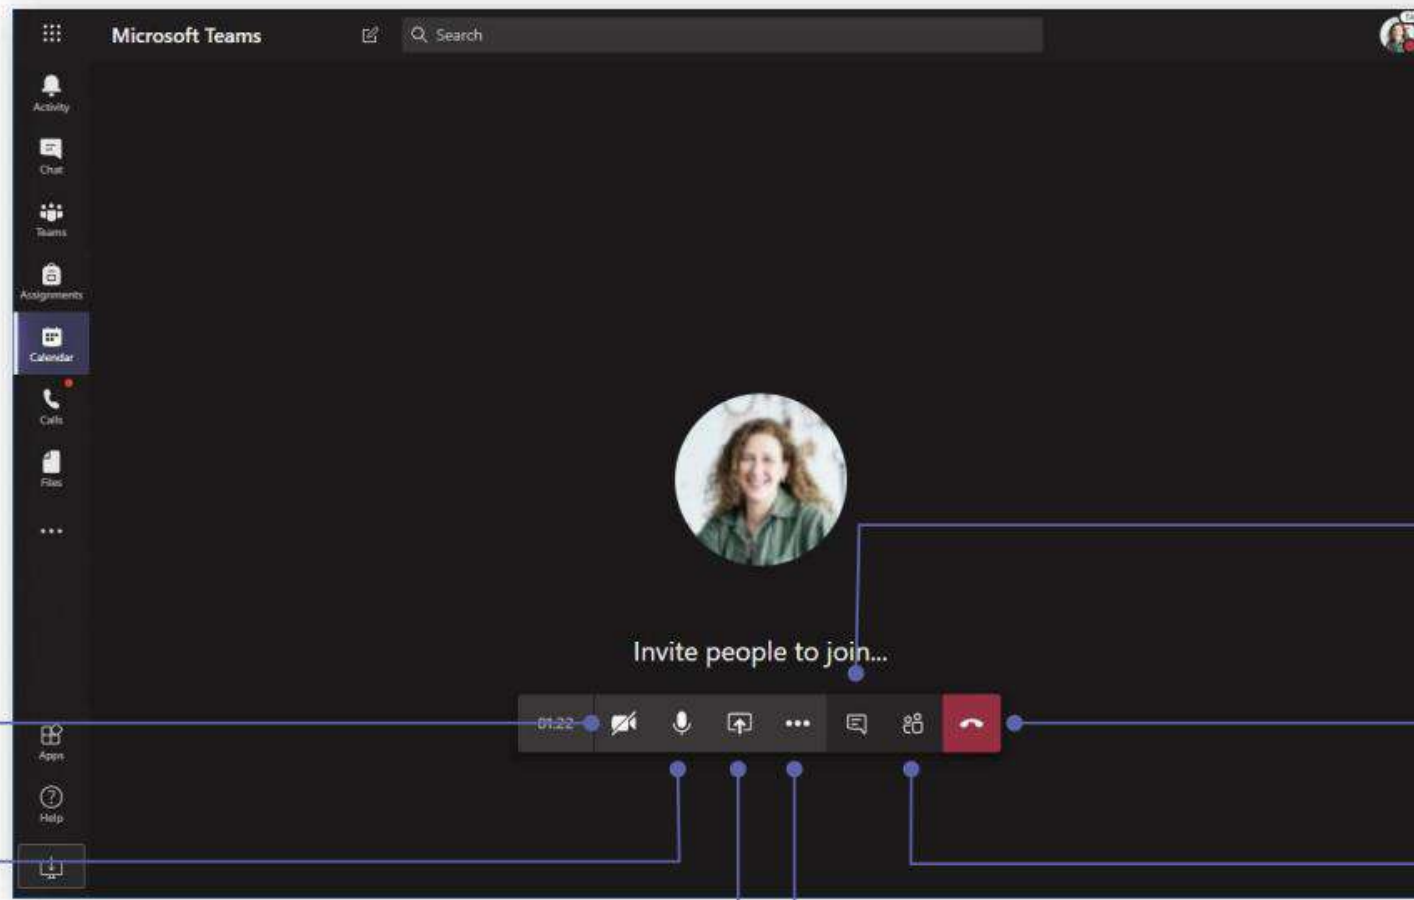 Microsoft Teams
Search
Activity
Chat
Teams
Assignments
Calendar
Calls
Files
Invite people to join...
01:22
Apps
Help